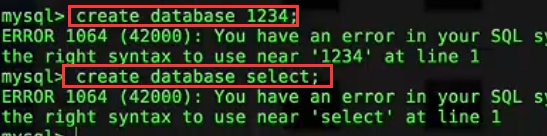 mysql> create database 1234;
ERROR 1064 (42000): You have an error in your SQL sy
the right syntax to use near '1234' at line 1
mysql> create database select;
ERROR 1064 (42000): You have an error in your SQL sy
the right syntax to use near 'select' at line 1
mysql>